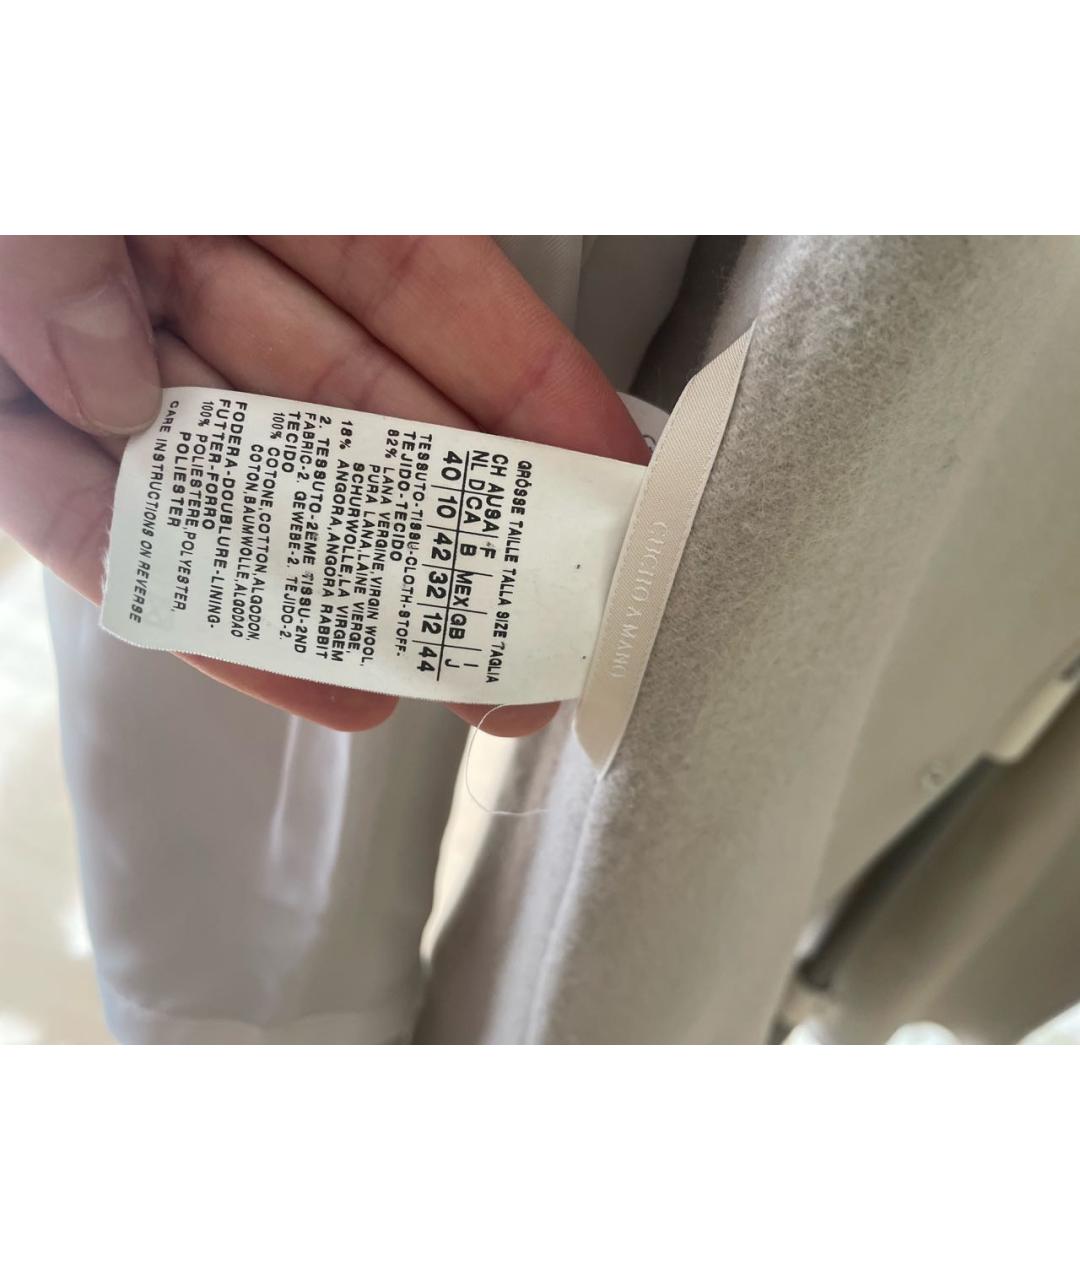 GRÖSSE TAILLE TALLA SIZE TAGLIA
CH A USA F I
NL D CA B MEX GB J
40 10 42 32 12 44
TESSUTO-TISSU-CLOTH-STOFF-
TEJIDO-TECIDO
82% LANA VERGINE,VIRGIN WOOL,
PURA LANA,LAINE VIERGE,
SCHURWOLLE,LA VIRGEM
18% ANGORA,ANGORA RABBIT
2. TESSUTO-2EME TISSU-2ND
FABRIC-2. GEWEBE-2. TEJIDO-2.
TECIDO
100% COTONE,COTTON,ALGODON,
COTON,BAUMWOLLE,ALGODAO
FODERA-DOUBLURE-LINING-
FUTTER-FORRO
100% POLIESTERE,POLYESTER,
POLIESTER
CARE INSTRUCTIONS ON REVERSE
CUCITO A MANO